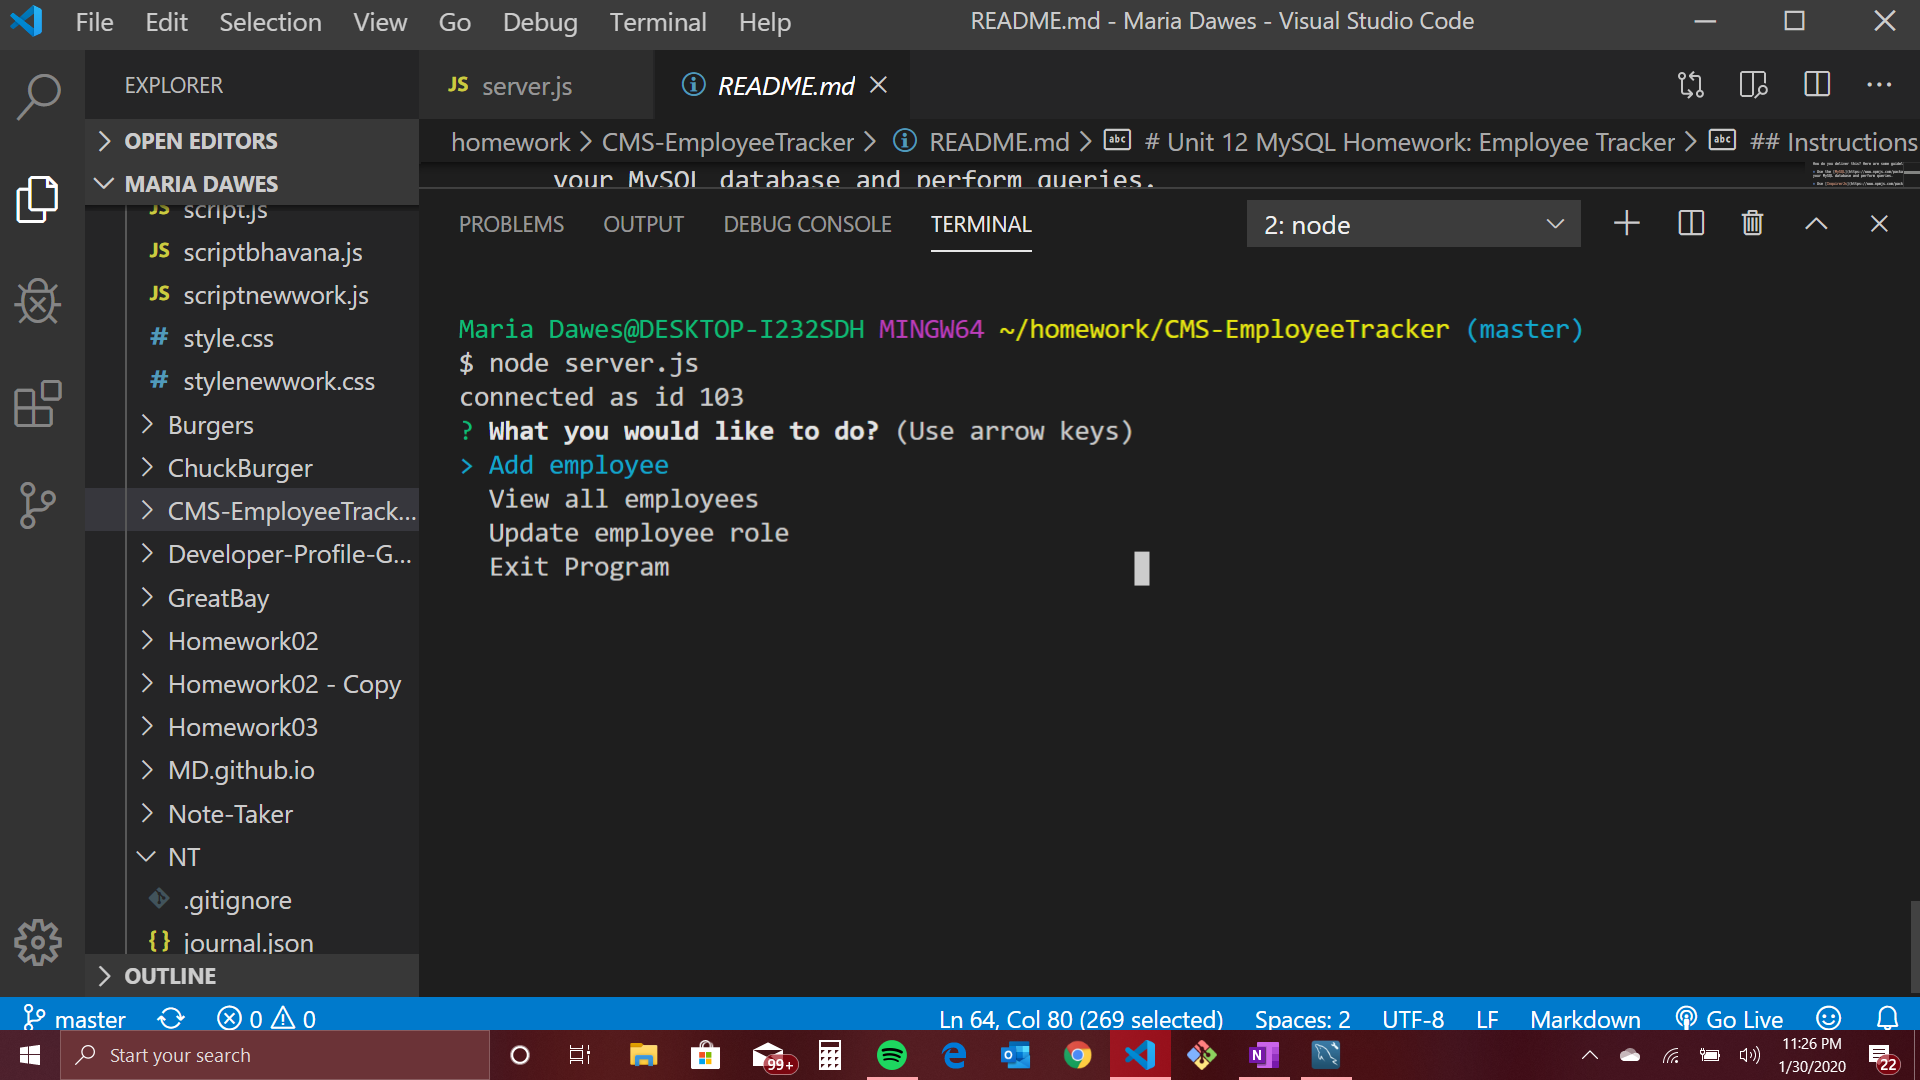 File Edit Selection View Go Debug Terminal Help
README.md - Maria Dawes - Visual Studio Code
EXPLORER
OPEN EDITORS
MARIA DAWES
script.js
scriptbhavana.js
scriptnewwork.js
style.css
stylenewwork.css
Burgers
ChuckBurger
CMS-EmployeeTrack...
Developer-Profile-G...
GreatBay
Homework02
Homework02 - Copy
Homework03
MD.github.io
Note-Taker
NT
.gitignore
journal.json
OUTLINE
JS server.js
README.md
homework > CMS-EmployeeTracker > README.md > # Unit 12 MySQL Homework: Employee Tracker > ## Instructions
your MySQL database and perform queries.
PROBLEMS OUTPUT DEBUG CONSOLE TERMINAL
2: node
Maria Dawes@DESKTOP-I232SDH MINGW64 ~/homework/CMS-EmployeeTracker (master)
$ node server.js
connected as id 103
? What you would like to do? (Use arrow keys)
> Add employee
View all employees
Update employee role
Exit Program
master 0 0
Ln 64, Col 80 (269 selected) Spaces: 2 UTF-8 LF Markdown Go Live
Start your search
99+
11:26 PM
1/30/2020
22